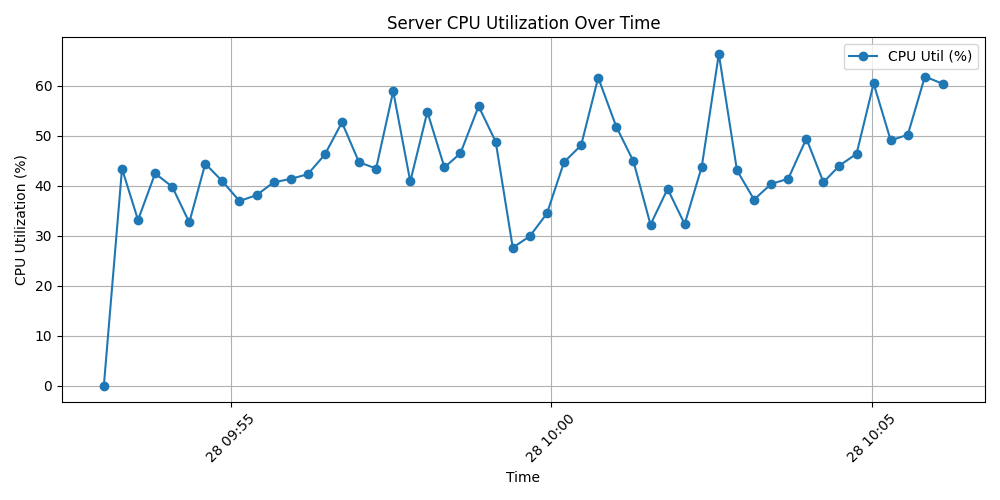 Server CPU Utilization Over Time
CPU Util (%)
CPU Utilization (%)
60
50
40
30
20
10
0
28 09:55
28 10:00
28 10:05
Time